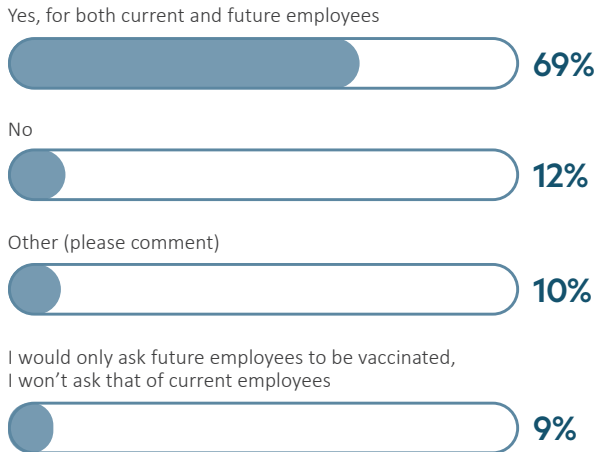 Yes, for both current and future employees
69%
No
12%
Other (please comment)
10%
I would only ask future employees to be vaccinated,
I won’t ask that of current employees
9%